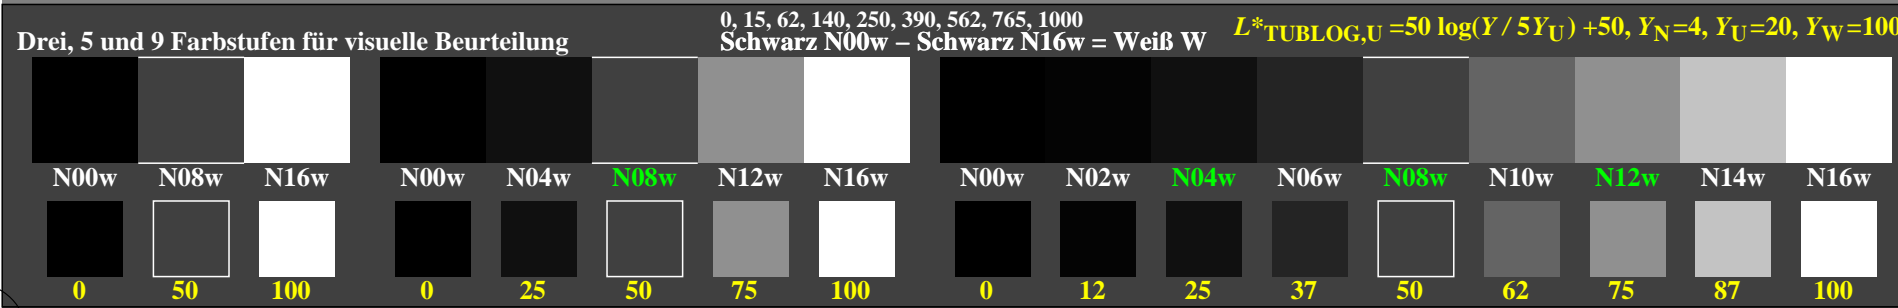 Drei, 5 und 9 Farbstufen für visuelle Beurteilung
0, 15, 62, 140, 250, 390, 562, 765, 1000
Schwarz N00w – Schwarz N16w = Weiß W
L*TUBLOG,U =50 log(Y / 5YU) +50, YN=4, YU=20, YW=100
N00w N08w N16w N00w N04w N08w N12w N16w N00w N02w N04w N06w N08w N10w N12w N14w N16w
0 50 100 0 25 50 75 100 0 12 25 37 50 62 75 87 100